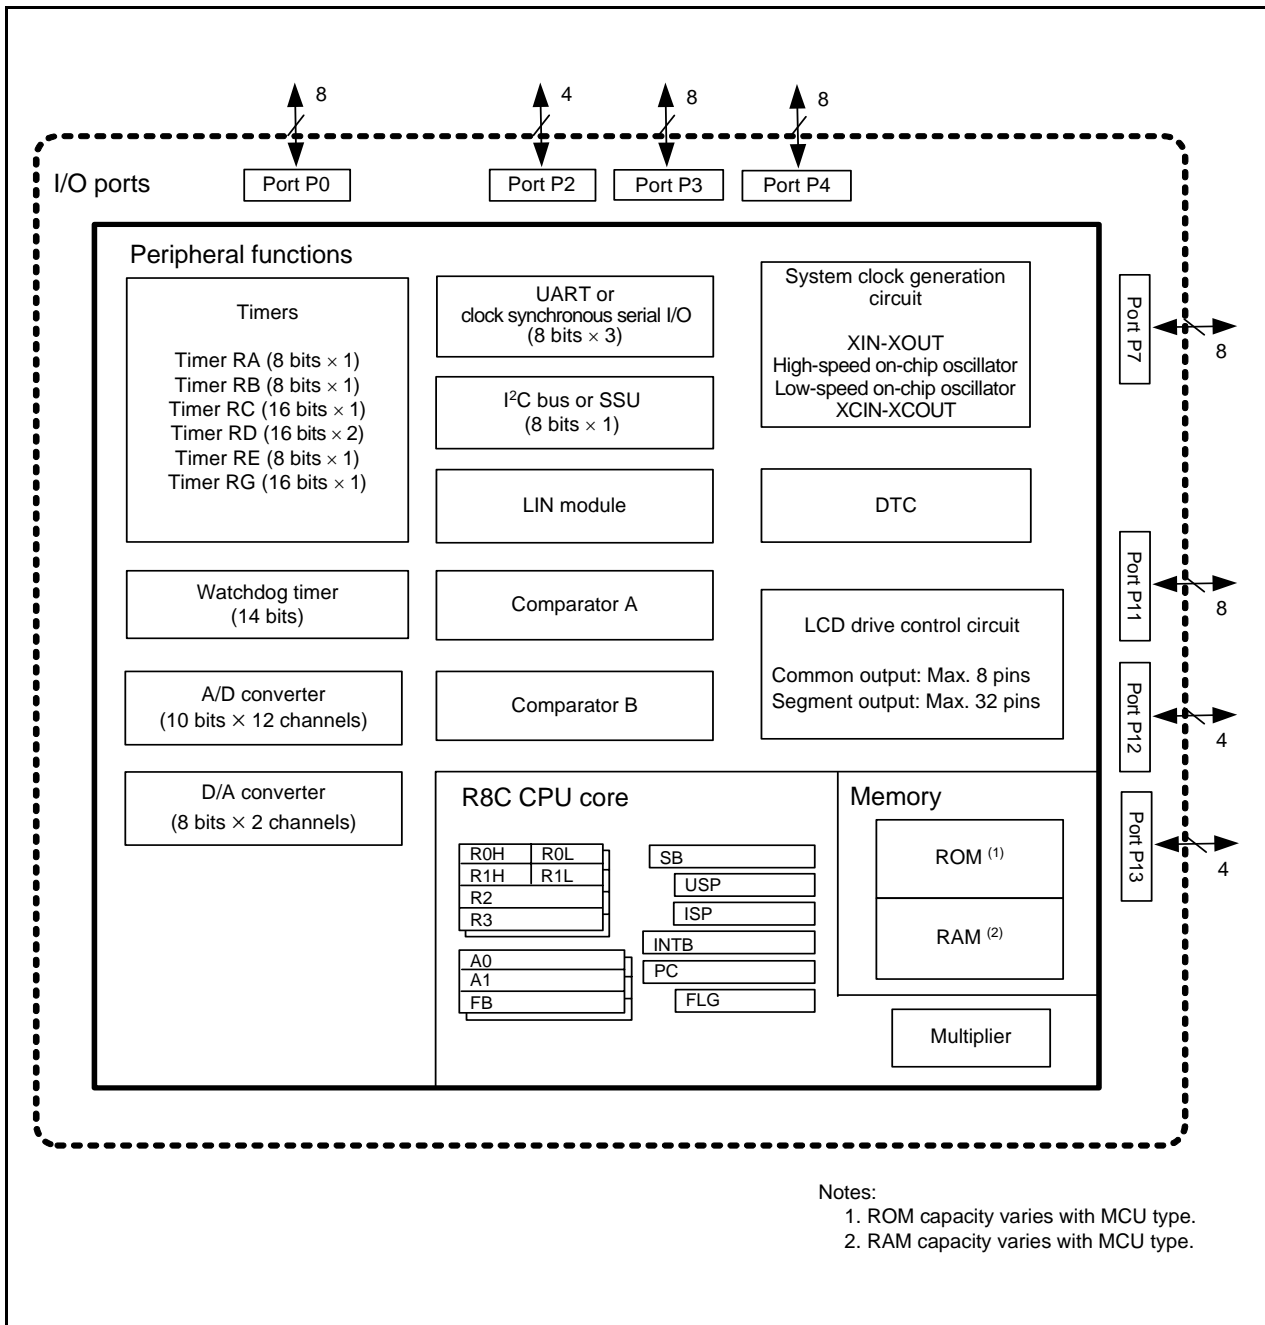 8
4
8
8
I/O ports
Port P0
Port P2
Port P3
Port P4
Peripheral functions
Timers
Timer RA (8 bits × 1)
Timer RB (8 bits × 1)
Timer RC (16 bits × 1)
Timer RD (16 bits × 2)
Timer RE (8 bits × 1)
Timer RG (16 bits × 1)
UART or
clock synchronous serial I/O
(8 bits × 3)
System clock generation
circuit
XIN-XOUT
High-speed on-chip oscillator
Low-speed on-chip oscillator
XCIN-XCOUT
Port P7
8
I²C bus or SSU
(8 bits × 1)
LIN module
DTC
Port P11
8
Watchdog timer
(14 bits)
Comparator A
LCD drive control circuit
Common output: Max. 8 pins
Segment output: Max. 32 pins
A/D converter
(10 bits × 12 channels)
Comparator B
Port P12
4
D/A converter
(8 bits × 2 channels)
R8C CPU core
R0H R0L
R1H R1L
R2
R3
A0
A1
FB
SB
USP
ISP
INTB
PC
FLG
Memory
ROM (1)
RAM (2)
Multiplier
Port P13
4
Notes:
1. ROM capacity varies with MCU type.
2. RAM capacity varies with MCU type.